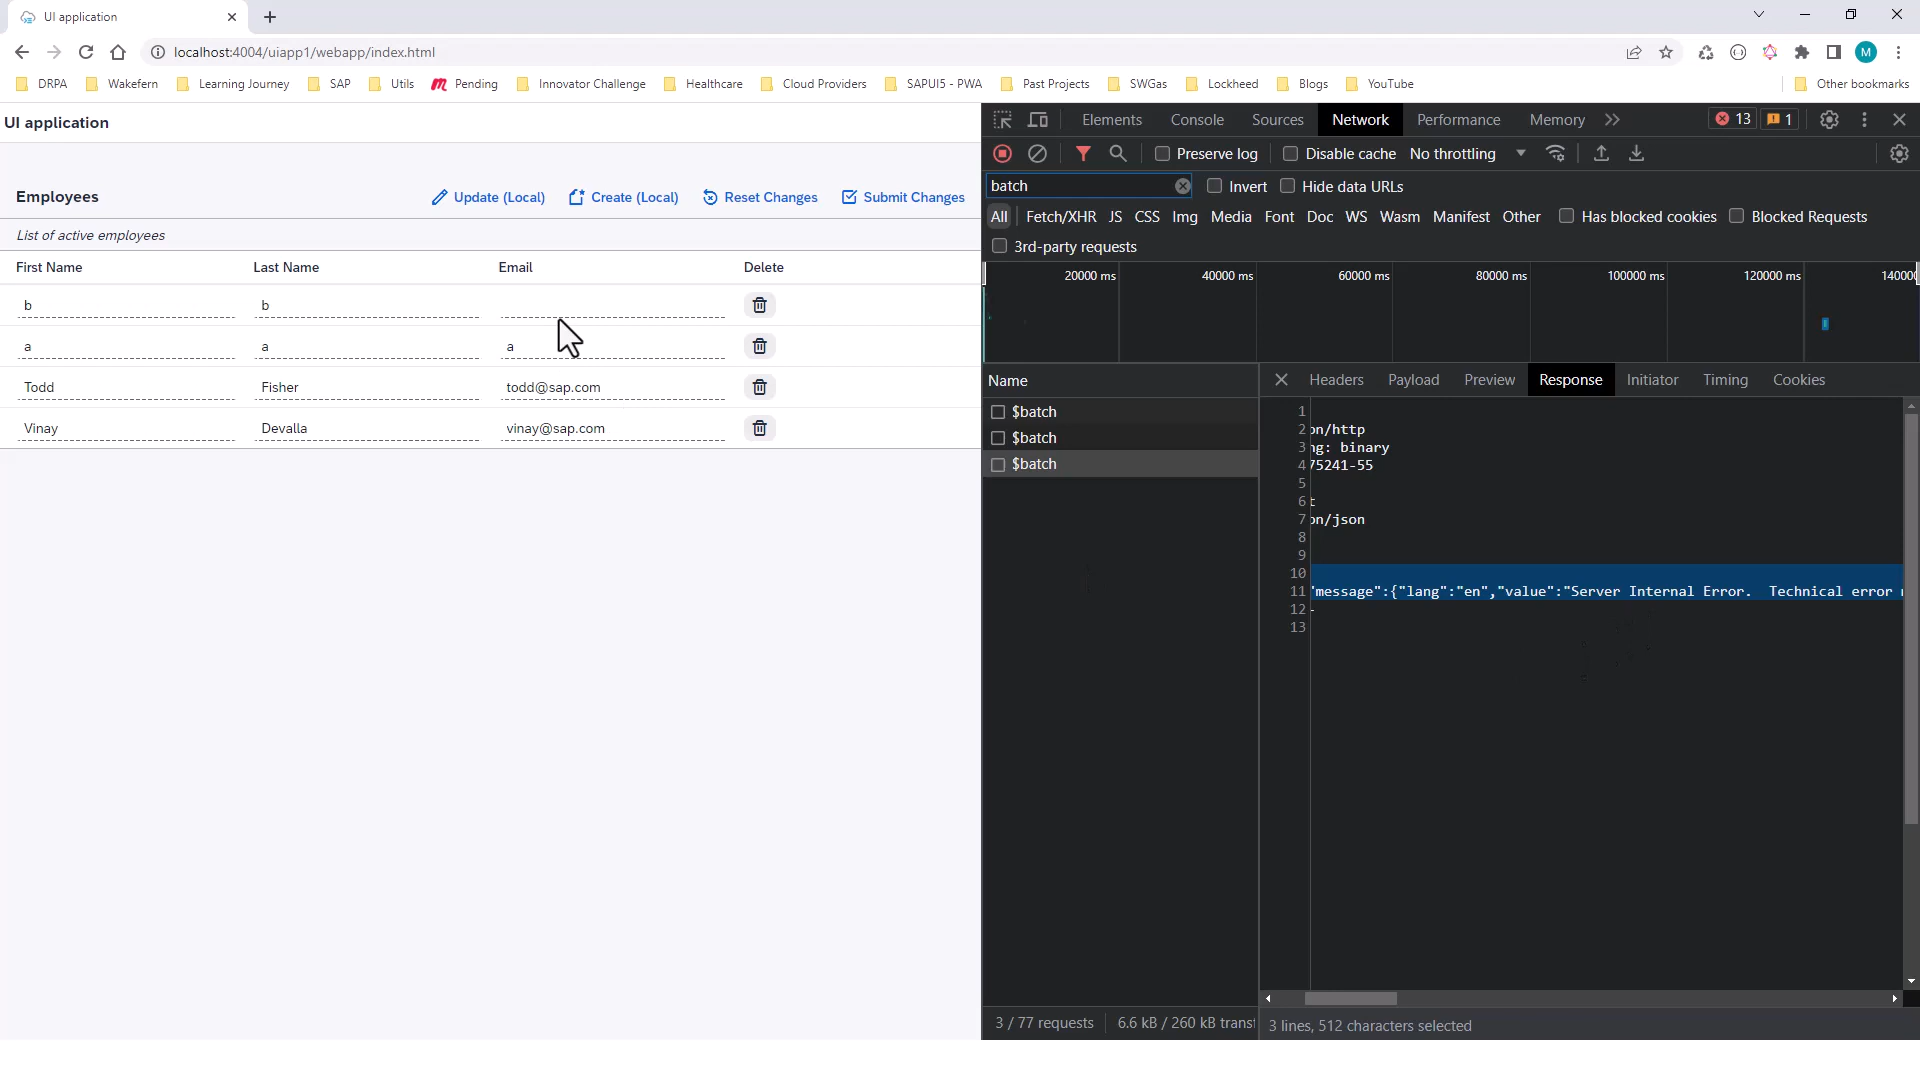 UI application
localhost:4004/uiapp1/webapp/index.html
M
DRPA Wakefern Learning Journey SAP Utils Pending Innovator Challenge Healthcare Cloud Providers SAPUI5 - PWA Past Projects SWGas Lockheed Blogs YouTube Other bookmarks
UI application
Employees Update (Local) Create (Local) Reset Changes Submit Changes
List of active employees
First Name Last Name Email Delete
b b
a a a
Todd Fisher todd@sap.com
Vinay Devalla vinay@sap.com
Elements Console Sources Network Performance Memory 13 1
Preserve log Disable cache No throttling
batch Invert Hide data URLs
All Fetch/XHR JS CSS Img Media Font Doc WS Wasm Manifest Other Has blocked cookies Blocked Requests
3rd-party requests
20000 ms 40000 ms 60000 ms 80000 ms 100000 ms 120000 ms 14000
Name Headers Payload Preview Response Initiator Timing Cookies
$batch
$batch
$batch
1
2 on/http
3 ng: binary
4 75241-55
5
6 t
7 on/json
8
9
10
11 "message":{"lang":"en","value":"Server Internal Error.  Technical error
12 -
13
3 / 77 requests 6.6 kB / 260 kB transf 3 lines, 512 characters selected